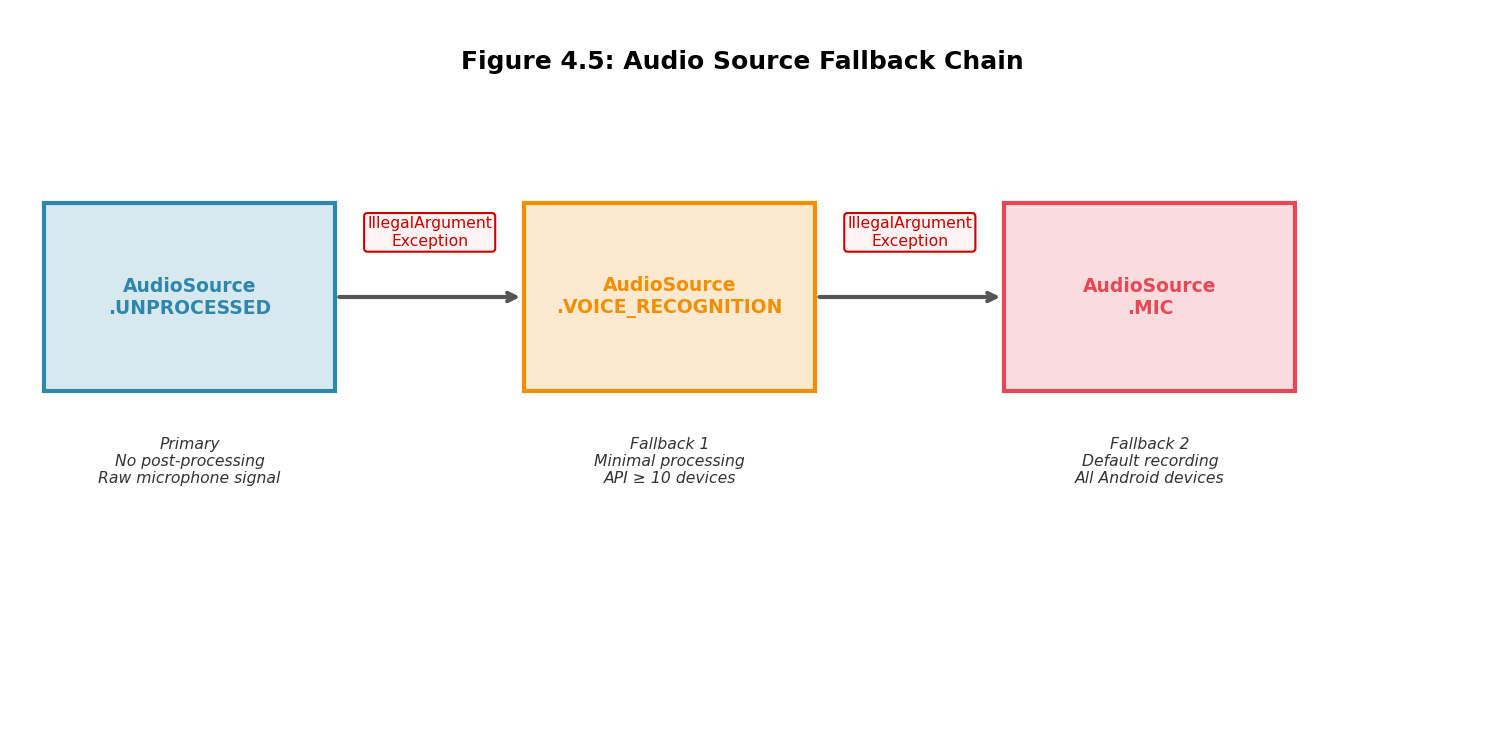 Figure 4.5: Audio Source Fallback Chain
AudioSource
.UNPROCESSED
IllegalArgument
Exception
AudioSource
.VOICE_RECOGNITION
IllegalArgument
Exception
AudioSource
.MIC
Primary
No post-processing
Raw microphone signal
Fallback 1
Minimal processing
API ≥ 10 devices
Fallback 2
Default recording
All Android devices